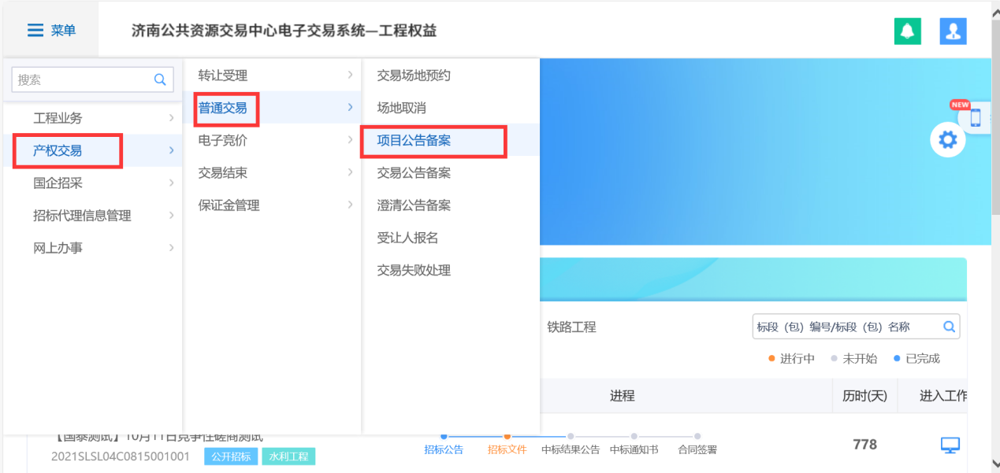 菜单
济南公共资源交易中心电子交易系统—工程权益
搜索
工程业务
产权交易
国企招采
招标代理信息管理
网上办事
转让受理
普通交易
电子竞价
交易结束
保证金管理
交易场地预约
场地取消
项目公告备案
交易公告备案
澄清公告备案
受让人报名
交易失败处理
NEW
铁路工程
标段（包）编号/标段（包）名称
进行中 未开始 已完成
进程 历时(天) 进入工作
【国泰测试】10月11日竞争性磋商测试
2021SLSL04C0815001001 公开招标 水利工程
招标公告 招标文件 中标结果公告 中标通知书 合同签署
778